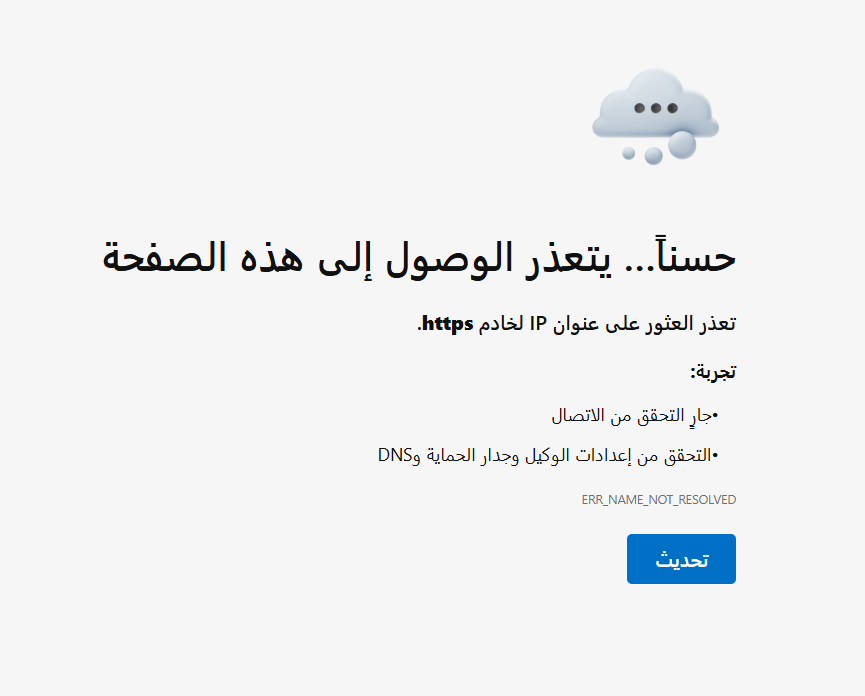 حسناً... يتعذر الوصول إلى هذه الصفحة
تعذر العثور على عنوان IP لخادم https.
تجربة:
•جارٍ التحقق من الاتصال
•التحقق من إعدادات الوكيل وجدار الحماية وDNS
ERR_NAME_NOT_RESOLVED
تحديث